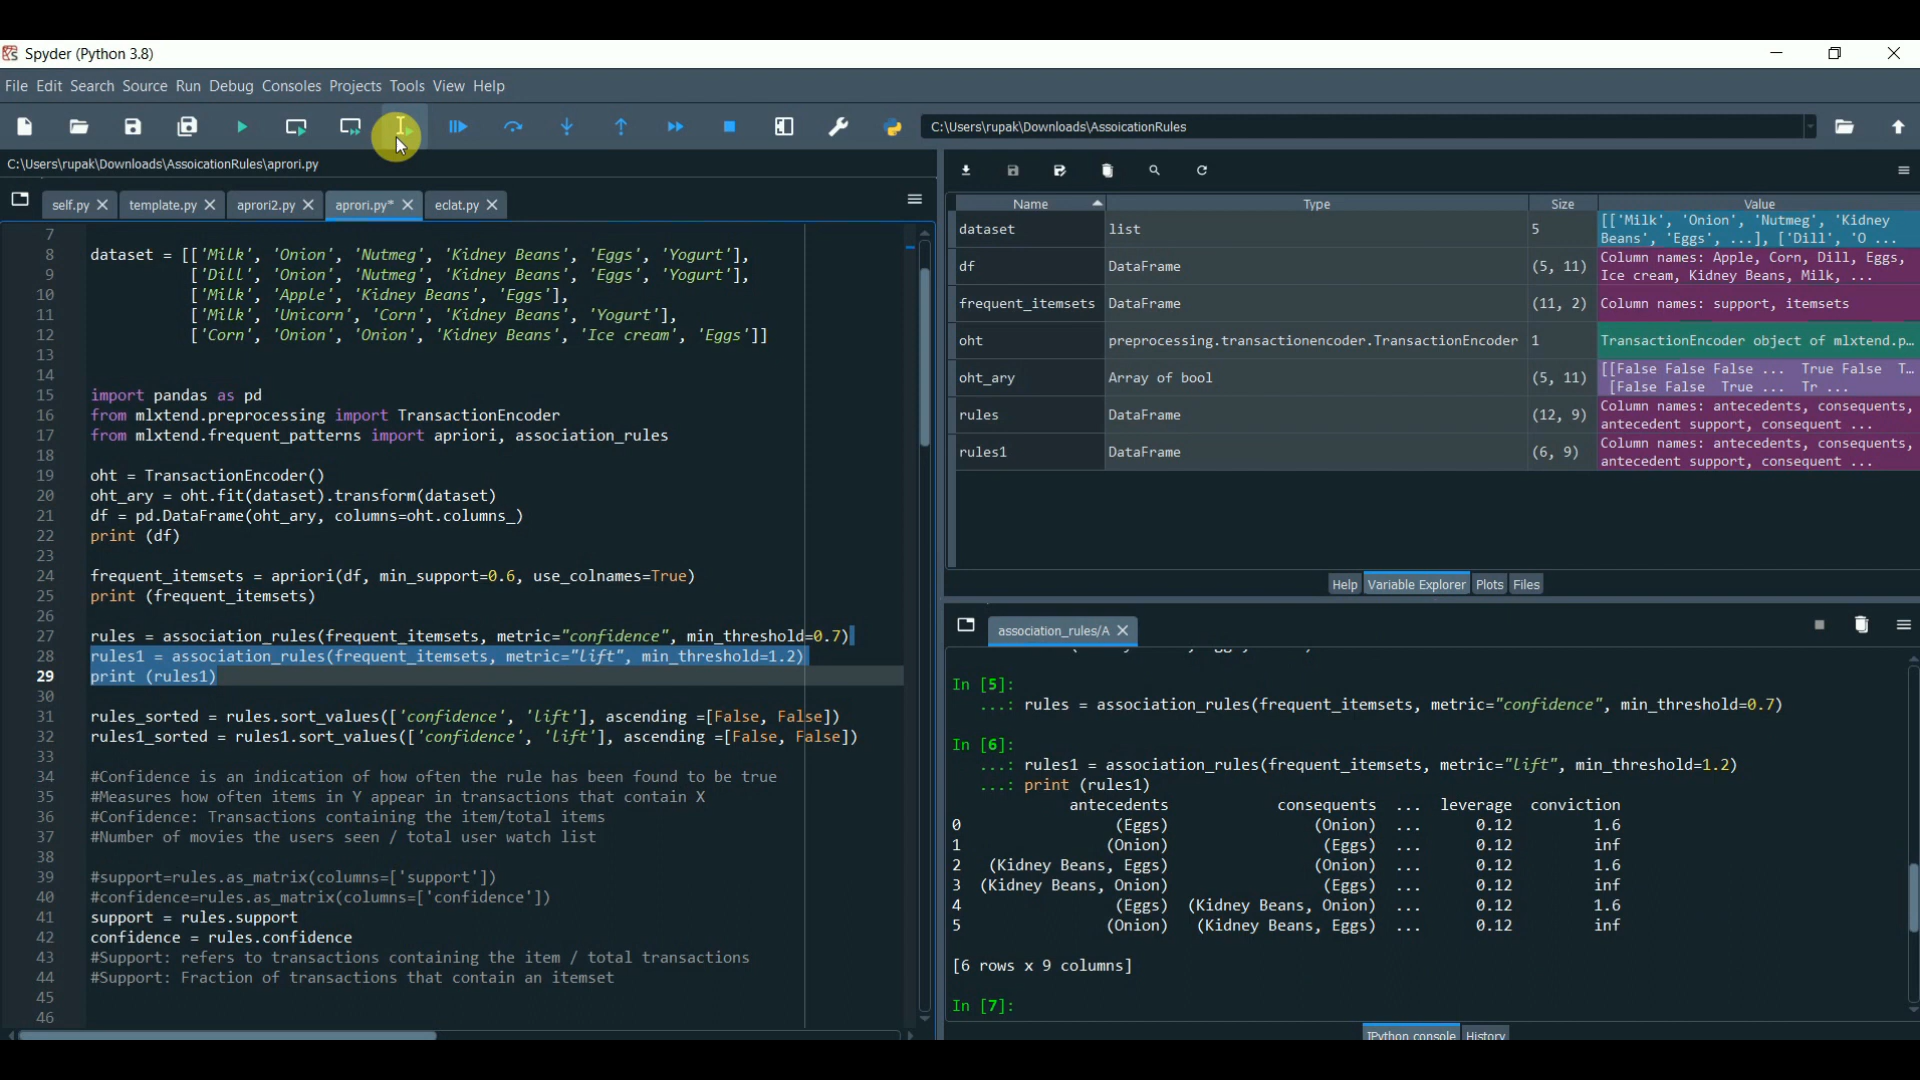 Spyder (Python 3.8)
File Edit Search Source Run Debug Consoles Projects Tools View Help
C:\Users\rupak\Downloads\AssoicationRules
C:\Users\rupak\Downloads\AssoicationRules\aprori.py
self.py template.py aprori2.py aprori.py* eclat.py
7
8 dataset = [['Milk', 'Onion', 'Nutmeg', 'Kidney Beans', 'Eggs', 'Yogurt'],
9 ['Dill', 'Onion', 'Nutmeg', 'Kidney Beans', 'Eggs', 'Yogurt'],
10 ['Milk', 'Apple', 'Kidney Beans', 'Eggs'],
11 ['Milk', 'Unicorn', 'Corn', 'Kidney Beans', 'Yogurt'],
12 ['Corn', 'Onion', 'Onion', 'Kidney Beans', 'Ice cream', 'Eggs']]
13
14
15 import pandas as pd
16 from mlxtend.preprocessing import TransactionEncoder
17 from mlxtend.frequent_patterns import apriori, association_rules
18
19 oht = TransactionEncoder()
20 oht_ary = oht.fit(dataset).transform(dataset)
21 df = pd.DataFrame(oht_ary, columns=oht.columns_)
22 print (df)
23
24 frequent_itemsets = apriori(df, min_support=0.6, use_colnames=True)
25 print (frequent_itemsets)
26
27 rules = association_rules(frequent_itemsets, metric="confidence", min_threshold=0.7)
28 rules1 = association_rules(frequent_itemsets, metric="lift", min_threshold=1.2)
29 print (rules1)
30
31 rules_sorted = rules.sort_values(['confidence', 'lift'], ascending =[False, False])
32 rules1_sorted = rules1.sort_values(['confidence', 'lift'], ascending =[False, False])
33
34 #Confidence is an indication of how often the rule has been found to be true
35 #Measures how often items in Y appear in transactions that contain X
36 #Confidence: Transactions containing the item/total items
37 #Number of movies the users seen / total user watch list
38
39 #support=rules.as_matrix(columns=['support'])
40 #confidence=rules.as_matrix(columns=['confidence'])
41 support = rules.support
42 confidence = rules.confidence
43 #Support: refers to transactions containing the item / total transactions
44 #Support: Fraction of transactions that contain an itemset
45
46
Name Type Size Value
dataset list 5 [['Milk', 'Onion', 'Nutmeg', 'Kidney
Beans', 'Eggs', ...], ['Dill', 'O ...
df DataFrame (5, 11) Column names: Apple, Corn, Dill, Eggs,
Ice cream, Kidney Beans, Milk, ...
frequent_itemsets DataFrame (11, 2) Column names: support, itemsets
oht preprocessing.transactionencoder.TransactionEncoder 1 TransactionEncoder object of mlxtend.p…
oht_ary Array of bool (5, 11) [[False False False ... True False T…
[False False True ... Tr ...
rules DataFrame (12, 9) Column names: antecedents, consequents,
antecedent support, consequent ...
rules1 DataFrame (6, 9) Column names: antecedents, consequents,
antecedent support, consequent ...
Help Variable Explorer Plots Files
association_rules/A
In [5]:
...: rules = association_rules(frequent_itemsets, metric="confidence", min_threshold=0.7)
In [6]:
...: rules1 = association_rules(frequent_itemsets, metric="lift", min_threshold=1.2)
...: print (rules1)
antecedents consequents ... leverage conviction
0 (Eggs) (Onion) ... 0.12 1.6
1 (Onion) (Eggs) ... 0.12 inf
2 (Kidney Beans, Eggs) (Onion) ... 0.12 1.6
3 (Kidney Beans, Onion) (Eggs) ... 0.12 inf
4 (Eggs) (Kidney Beans, Onion) ... 0.12 1.6
5 (Onion) (Kidney Beans, Eggs) ... 0.12 inf
[6 rows x 9 columns]
In [7]:
IPython console History